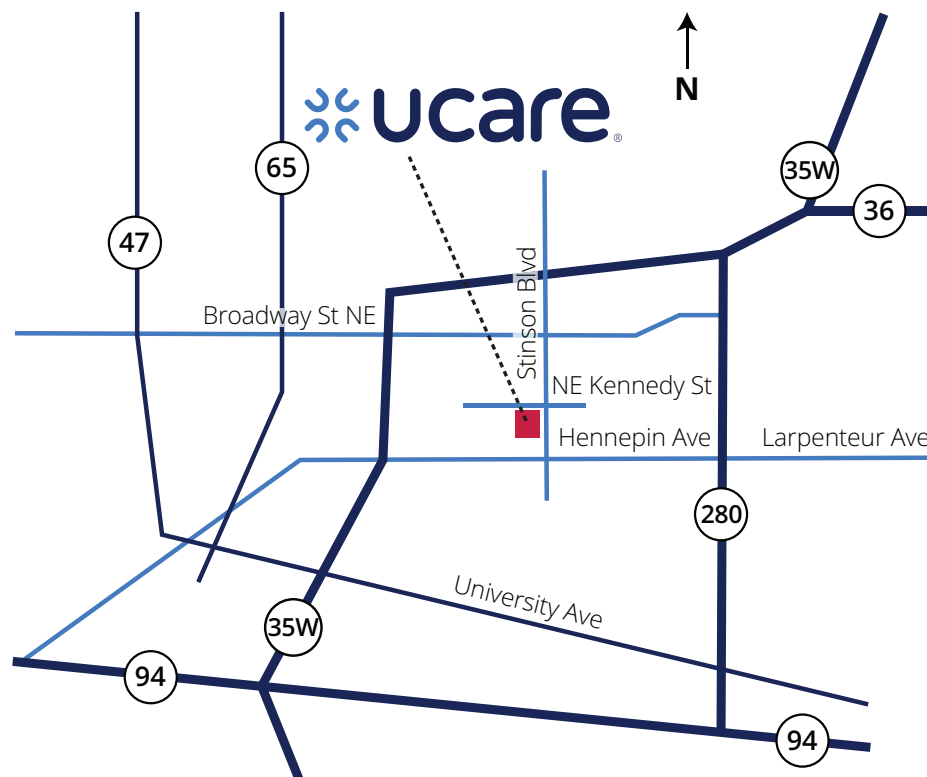 N
ucare®
65
35W
36
47
Stinson Blvd
Broadway St NE
NE Kennedy St
Hennepin Ave
Larpenteur Ave
280
University Ave
35W
94
94